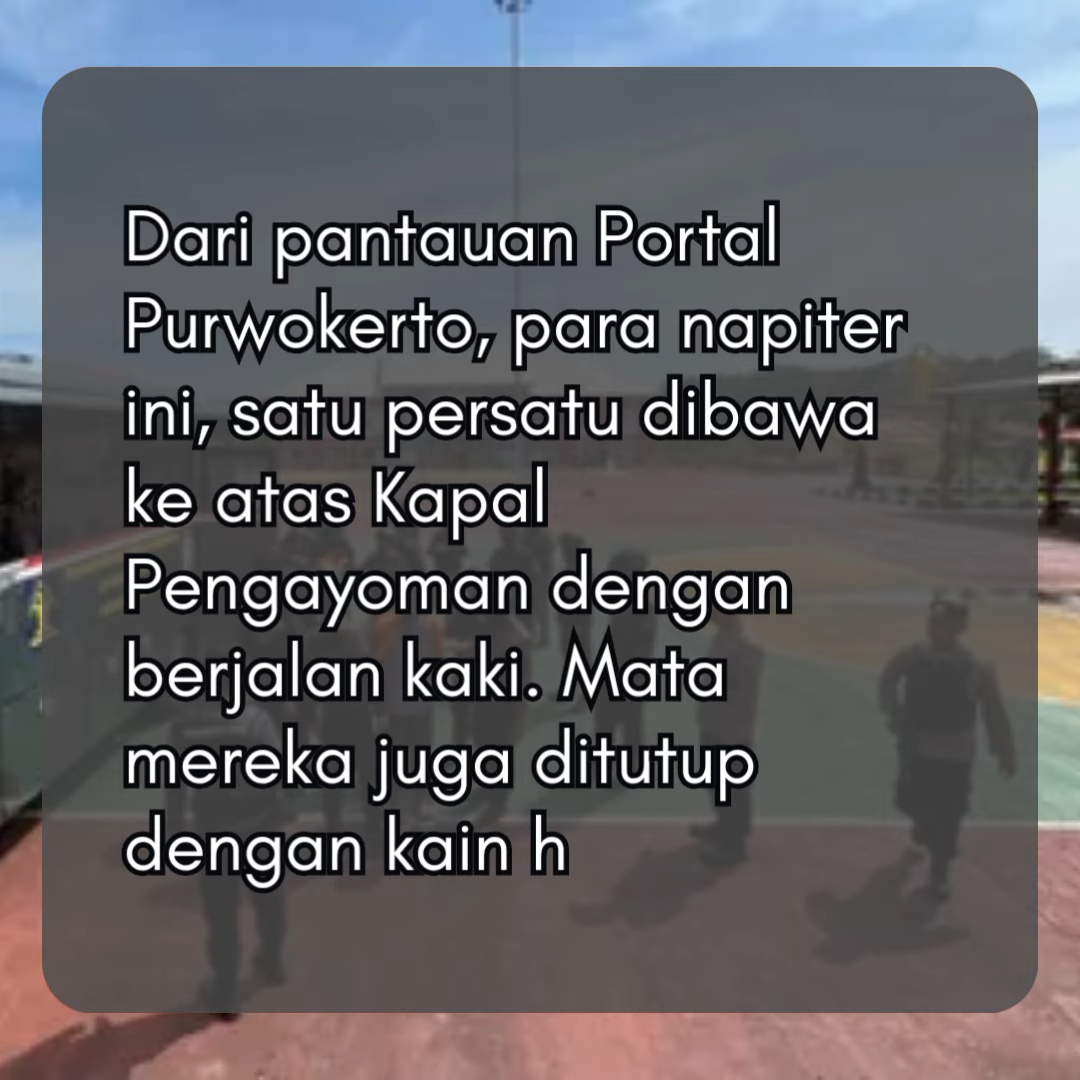 Dari pantauan Portal
Purwokerto, para napiter
ini, satu persatu dibawa
ke atas Kapal
Pengayoman dengan
berjalan kaki. Mata
mereka juga ditutup
dengan kain h